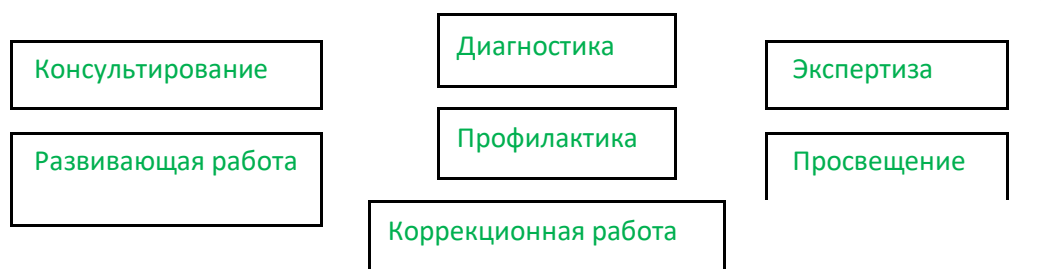 Диагностика
Консультирование
Экспертиза
Профилактика
Развивающая работа
Просвещение
Коррекционная работа